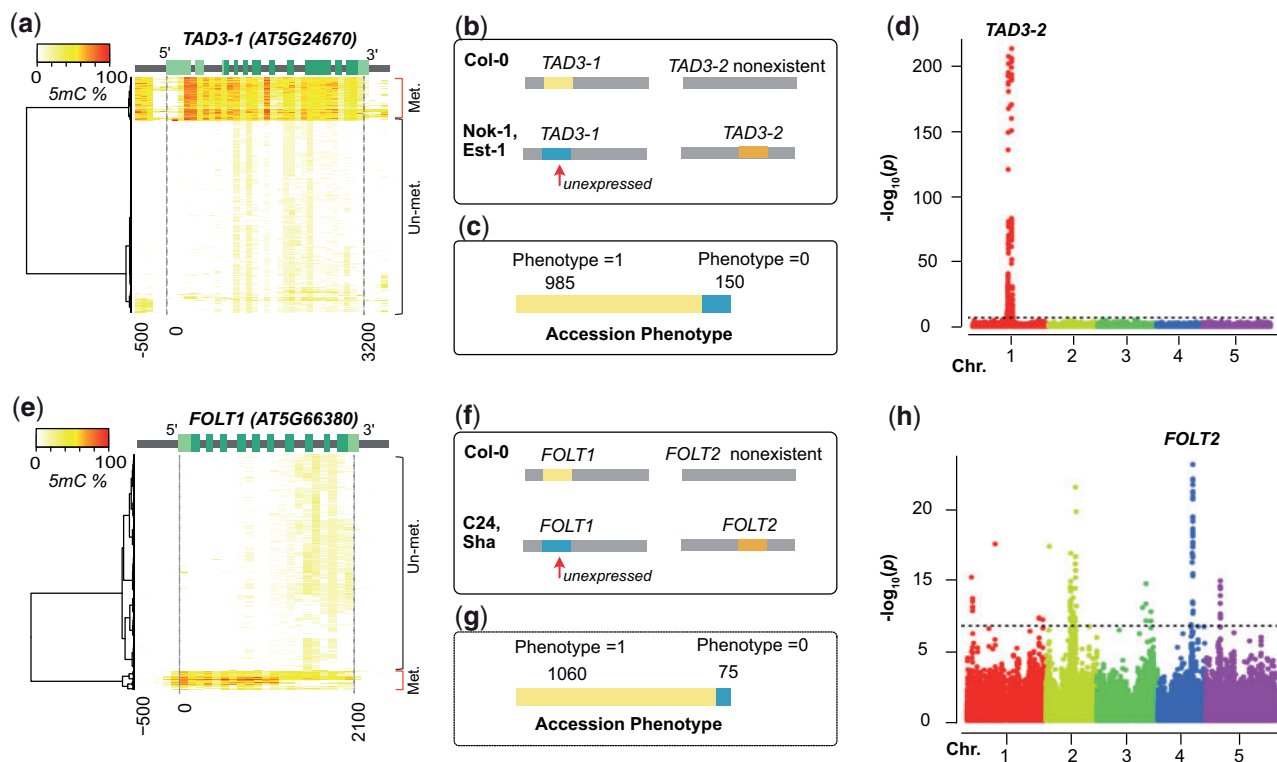 (a)
TAD3-1 (AT5G24670)
5' 3'
0 100
5mC %
Met.
Un-met.
-500 0 3200
(b)
Col-0
TAD3-1 TAD3-2 nonexistent
Nok-1,
Est-1
TAD3-1 TAD3-2
unexpressed
(c)
Phenotype =1 Phenotype =0
985 150
Accession Phenotype
(d)
TAD3-2
-log10(p)
200
150
100
50
0
Chr. 1 2 3 4 5
(e)
FOLT1 (AT5G66380)
5' 3'
0 100
5mC %
Un-met.
Met.
-500 0 2100
(f)
Col-0
FOLT1 FOLT2 nonexistent
C24,
Sha
FOLT1 FOLT2
unexpressed
(g)
Phenotype =1 Phenotype =0
1060 75
Accession Phenotype
(h)
FOLT2
-log10(p)
20
15
5
0
Chr. 1 2 3 4 5